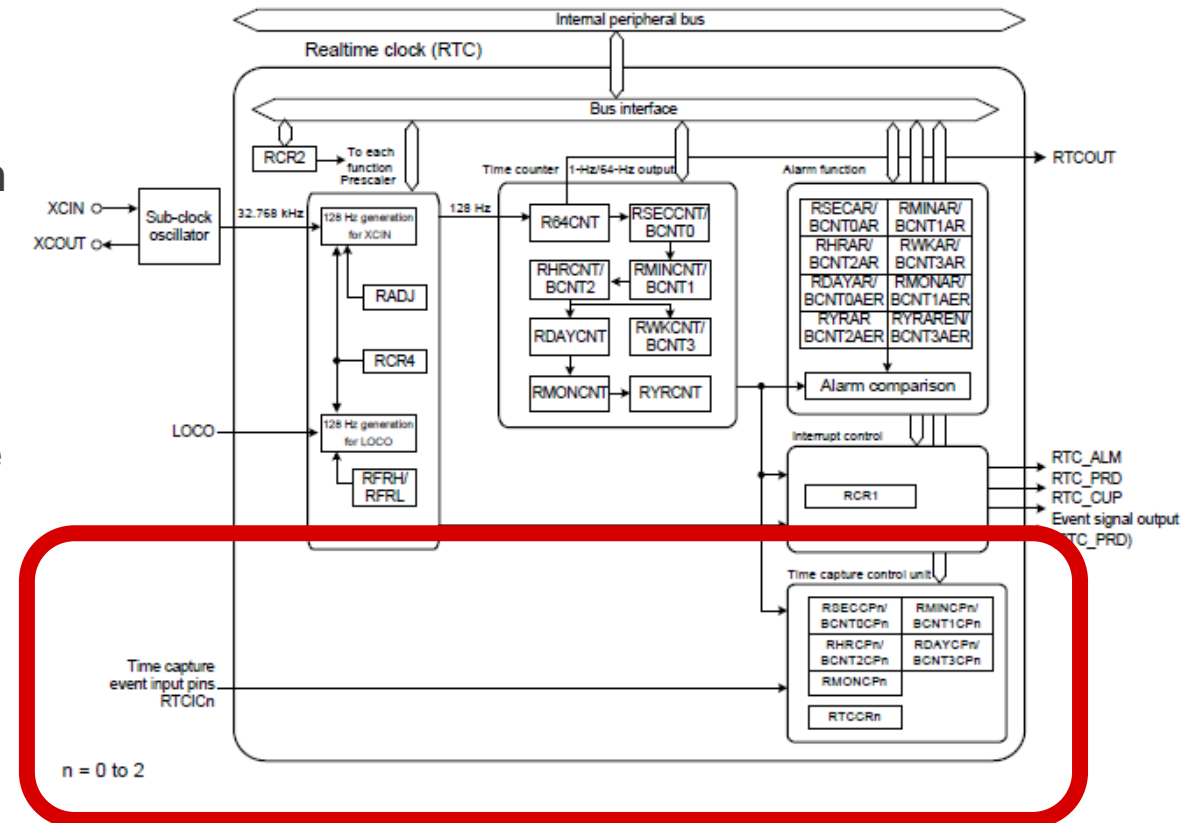 Internal peripheral bus
Realtime clock (RTC)
Bus interface
RCR2
To each
function
Prescaler
Time counter
1-Hz/64-Hz output
Alarm function
RTCOUT
XCIN
XCOUT
Sub-clock
oscillator
32.768 kHz
128 Hz generation
for XCIN
128 Hz
RADJ
RCR4
LOCO
128 Hz generation
for LOCO
RFRH/
RFRL
R64CNT
RSECCNT/
BCNT0
RHRCNT/
BCNT2
RMINCNT/
BCNT1
RDAYCNT
RWKCNT/
BCNT3
RMONCNT
RYRCNT
RSECAR/
BCNT0AR
RMINAR/
BCNT1AR
RHRAR/
BCNT2AR
RWKAR/
BCNT3AR
RDAYAR/
BCNT0AER
RMONAR/
BCNT1AER
RYRAR
BCNT2AER
RYRAREN/
BCNT3AER
Alarm comparison
Interrupt control
RCR1
RTC_ALM
RTC_PRD
RTC_CUP
Event signal output
TC_PRD)
Time capture control unit
RSECCPn/
BCNT0CPn
RMINCPn/
BCNT1CPn
RHRCPn/
BCNT2CPn
RDAYCPn/
BCNT3CPn
RMONCPn
RTCCRn
Time capture
event input pins
RTCICn
n = 0 to 2